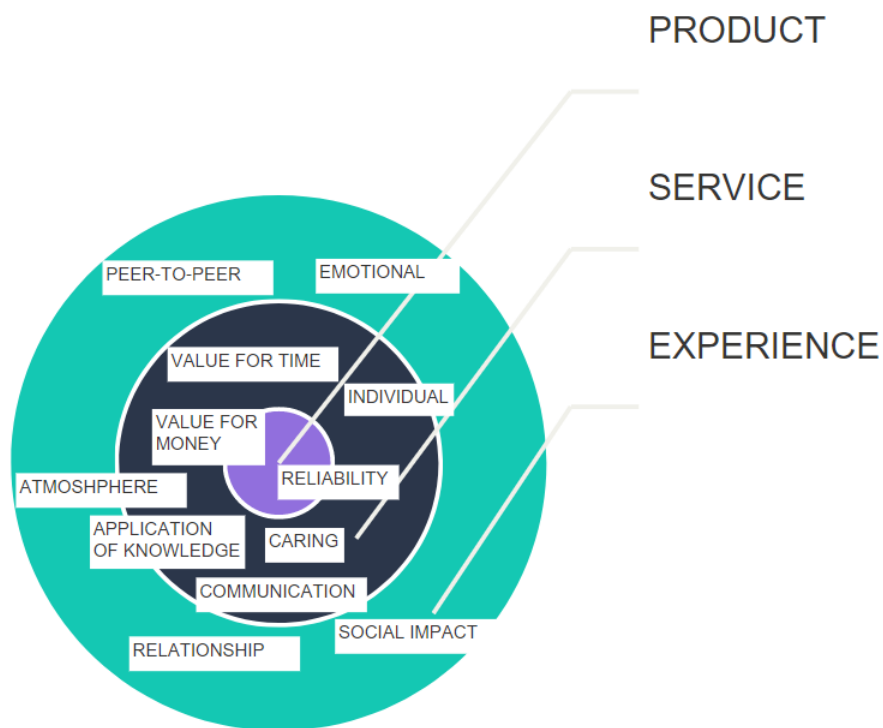 PRODUCT
SERVICE
PEER-TO-PEER
EMOTIONAL
EXPERIENCE
VALUE FOR TIME
INDIVIDUAL
VALUE FOR
MONEY
RELIABILITY
ATMOSHPHERE
APPLICATION
OF KNOWLEDGE
CARING
COMMUNICATION
SOCIAL IMPACT
RELATIONSHIP